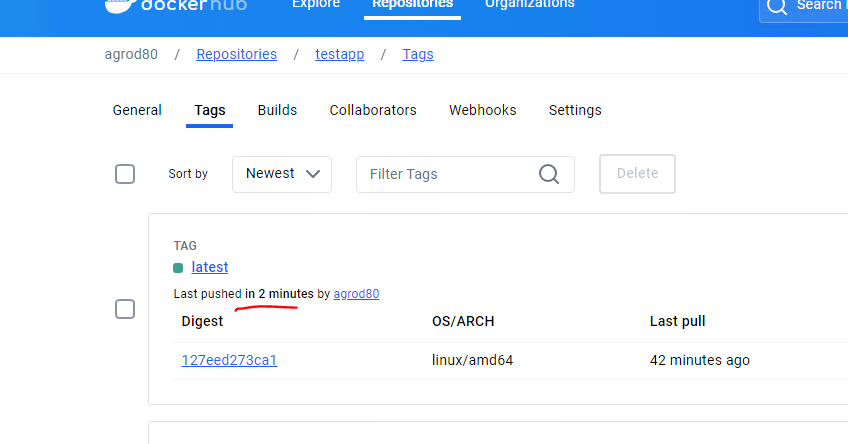 dockerhub Explore Repositories Organizations Search
agrod80 / Repositories / testapp / Tags
General Tags Builds Collaborators Webhooks Settings
Sort by Newest Filter Tags Delete
TAG
latest
Last pushed in 2 minutes by agrod80
Digest OS/ARCH Last pull
127eed273ca1 linux/amd64 42 minutes ago